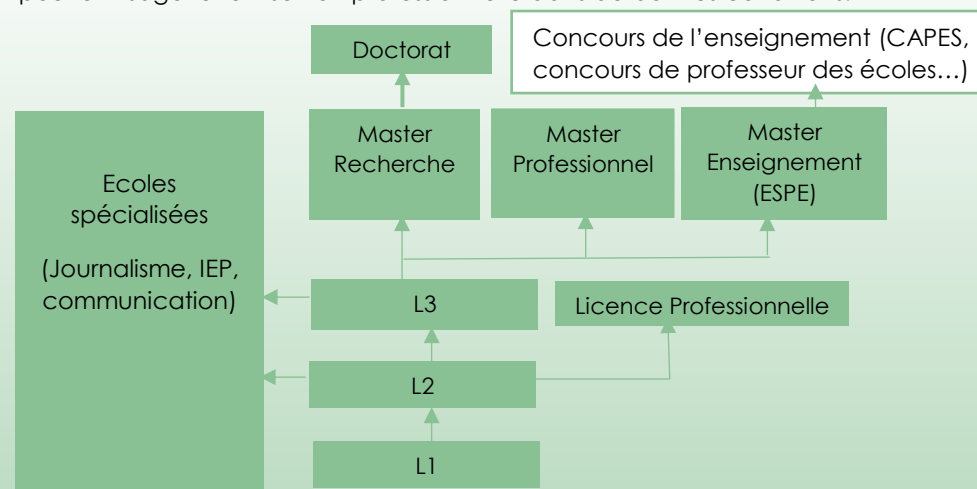 Doctorat
Concours de l’enseignement (CAPES,
concours de professeur des écoles…)
Master
Recherche
Master
Professionnel
Master
Enseignement
(ESPE)
Ecoles
spécialisées
(Journalisme, IEP,
communication)
L3
Licence Professionnelle
L2
L1